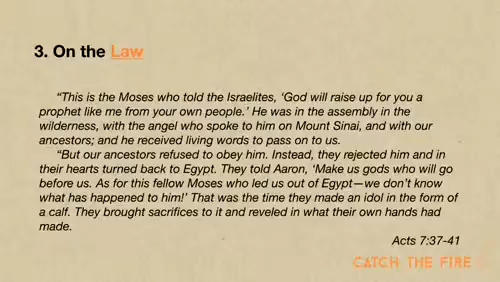 3. On the Law
“This is the Moses who told the Israelites, ‘God will raise up for you a
prophet like me from your own people.’ He was in the assembly in the
wilderness, with the angel who spoke to him on Mount Sinai, and with our
ancestors; and he received living words to pass on to us.
“But our ancestors refused to obey him. Instead, they rejected him and in
their hearts turned back to Egypt. They told Aaron, ‘Make us gods who will go
before us. As for this fellow Moses who led us out of Egypt—we don’t know
what has happened to him!’ That was the time they made an idol in the form of
a calf. They brought sacrifices to it and reveled in what their own hands had
made.
Acts 7:37-41
CATCH THE FIRE